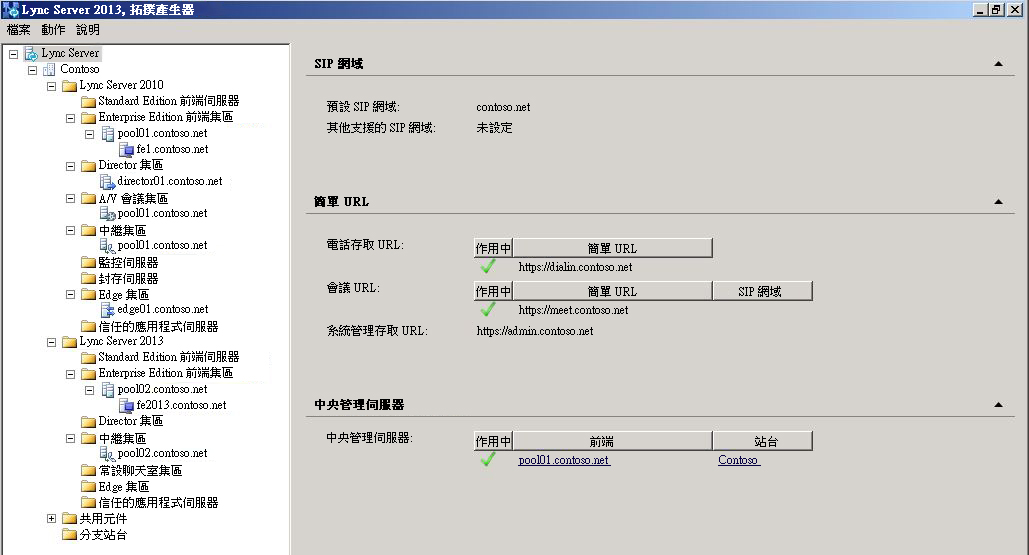 Lync Server 2013, 拓撲產生器
檔案 動作 說明
Lync Server
Contoso
Lync Server 2010
Standard Edition 前端伺服器
Enterprise Edition 前端集區
pool01.contoso.net
fe1.contoso.net
Director 集區
director01.contoso.net
A/V 會議集區
pool01.contoso.net
中繼集區
pool01.contoso.net
監控伺服器
封存伺服器
Edge 集區
edge01.contoso.net
信任的應用程式伺服器
Lync Server 2013
Standard Edition 前端伺服器
Enterprise Edition 前端集區
pool02.contoso.net
fe2013.contoso.net
Director 集區
中繼集區
pool02.contoso.net
常設聊天室集區
Edge 集區
信任的應用程式伺服器
共用元件
分支站台
SIP 網域
預設 SIP 網域: contoso.net
其他支援的 SIP 網域: 未設定
簡單 URL
電話存取 URL: 作用中 簡單 URL
https://dialin.contoso.net
會議 URL: 作用中 簡單 URL SIP 網域
https://meet.contoso.net
系統管理存取 URL: https://admin.contoso.net
中央管理伺服器
中央管理伺服器: 作用中 前端 站台
pool01.contoso.net Contoso